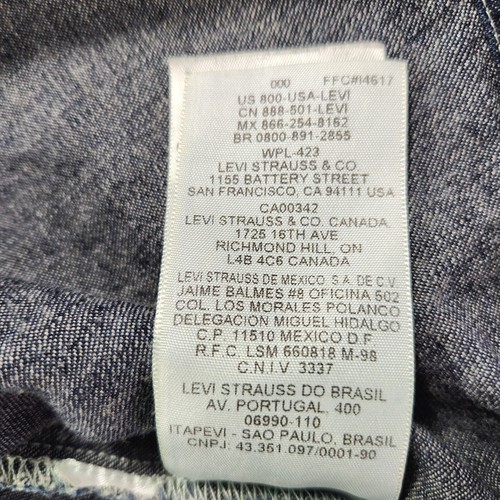 000 FFC#I4617
US 800-USA-LEVI
CN 888-501-LEVI
MX 866-254-8162
BR 0800-891-2855
WPL-423
LEVI STRAUSS & CO.
1155 BATTERY STREET
SAN FRANCISCO, CA 94111 USA
CA00342
LEVI STRAUSS & CO. CANADA
1725 16TH AVE
RICHMOND HILL, ON
L4B 4C6 CANADA
LEVI STRAUSS DE MEXICO S.A. DE C.V.
JAIME BALMES #8 OFICINA 502
COL. LOS MORALES POLANCO
DELEGACION MIGUEL HIDALGO
C.P. 11510 MEXICO D.F
R.F.C. LSM 660818 M-98
C.N.I.V 3337
LEVI STRAUSS DO BRASIL
AV. PORTUGAL, 400
06990-110
ITAPEVI - SAO PAULO, BRASIL
CNPJ: 43.351.097/0001-90